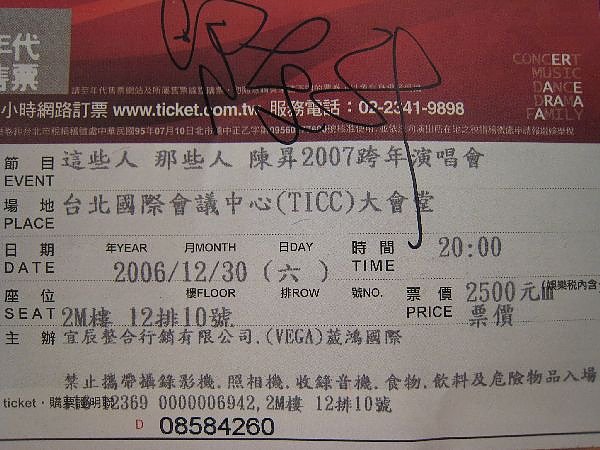 年代
售票
CONCERT
MUSIC
DANCE
DRAMA
FAMILY
小時網路訂票 www.ticket.com.tw 服務電話：02-2341-9898
節目 EVENT 這些人 那些人 陳昇2007跨年演唱會
場地 PLACE 台北國際會議中心(TICC)大會堂
日期 DATE 年YEAR 月MONTH 日DAY 時間 TIME 20:00
2006/12/30 (六)
座位 SEAT 樓FLOOR 排ROW 號NO. 票價 PRICE 2500元
2M樓 12排10號 票價
主辦 宣辰整合行銷有限公司.(VEGA)葳鴻國際
禁止攜帶攝錄影機.照相機.收錄音機.食物.飲料及危險物品入場
ticket・購票證明聯 2369 0000006942,2M樓 12排10號
D 08584260